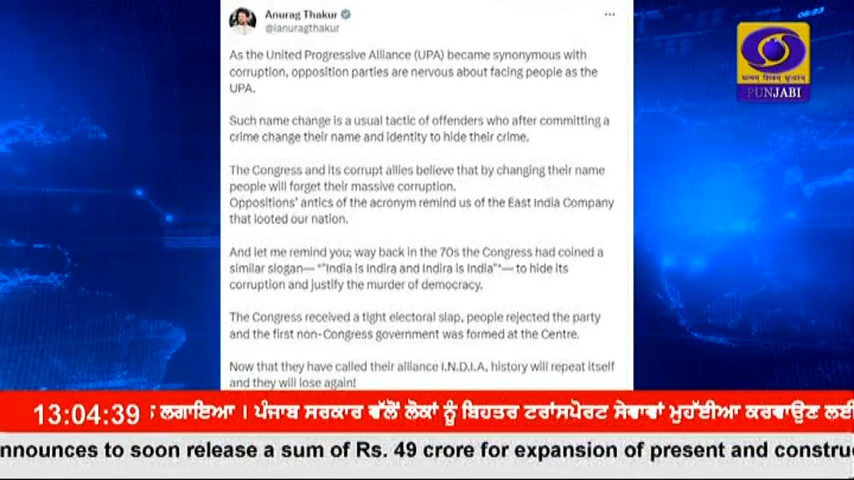 Anurag Thakur
@ianuragthakur
As the United Progressive Alliance (UPA) became synonymous with
corruption, opposition parties are nervous about facing people as the
UPA.
Such name change is a usual tactic of offenders who after committing a
crime change their name and identity to hide their crime.
The Congress and its corrupt allies believe that by changing their name
people will forget their massive corruption.
Oppositions' antics of the acronym remind us of the East India Company
that looted our nation.
And let me remind you; way back in the 70s the Congress had coined a
similar slogan— *"India is Indira and Indira is India"*— to hide its
corruption and justify the murder of democracy.
The Congress received a tight electoral slap, people rejected the party
and the first non-Congress government was formed at the Centre.
Now that they have called their alliance I.N.D.I.A, history will repeat itself
and they will lose again!
सत्यम् शिवम् सुन्दरम्
PUNJABI
13:04:39
ਲਗਾਇਆ । ਪੰਜਾਬ ਸਰਕਾਰ ਵੱਲੋਂ ਲੋਕਾਂ ਨੂੰ ਬਿਹਤਰ ਟਰਾਂਸਪੋਰਟ ਸੇਵਾਵਾਂ ਮੁਹੱਈਆ ਕਰਵਾਉਣ ਲਈ
nnounces to soon release a sum of Rs. 49 crore for expansion of present and constru